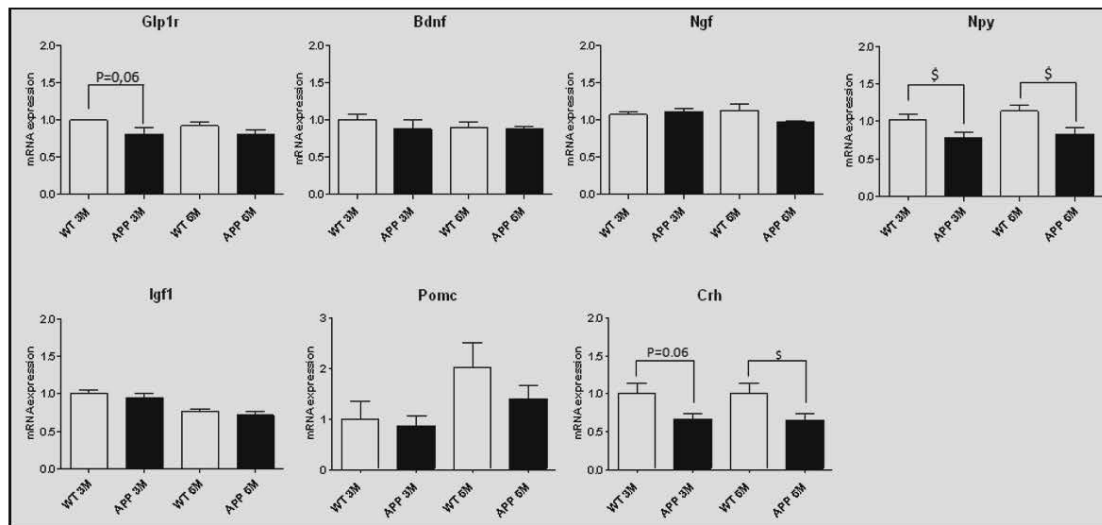 Glp1r
mRNA expression
2.0
1.5
1.0
0.5
0.0
P=0,06
WT 3M
APP 3M
WT 6M
APP 6M
Bdnf
mRNA expression
2.0
1.5
1.0
0.5
0.0
WT 3M
APP 3M
WT 6M
APP 6M
Ngf
mRNA expression
2.0
1.5
1.0
0.5
0.0
WT 3M
APP 3M
WT 6M
APP 6M
Npy
mRNA expression
2.0
1.5
1.0
0.5
0.0
$
$
WT 3M
APP 3M
WT 6M
APP 6M
Igf1
mRNA expression
2.0
1.5
1.0
0.5
0.0
WT 3M
APP 3M
WT 6M
APP 6M
Pomc
mRNA expression
3
2
1
0
WT 3M
APP 3M
WT 6M
APP 6M
Crh
mRNA expression
2.0
1.5
1.0
0.5
0.0
P=0.06
$
WT 3M
APP 3M
WT 6M
APP 6M